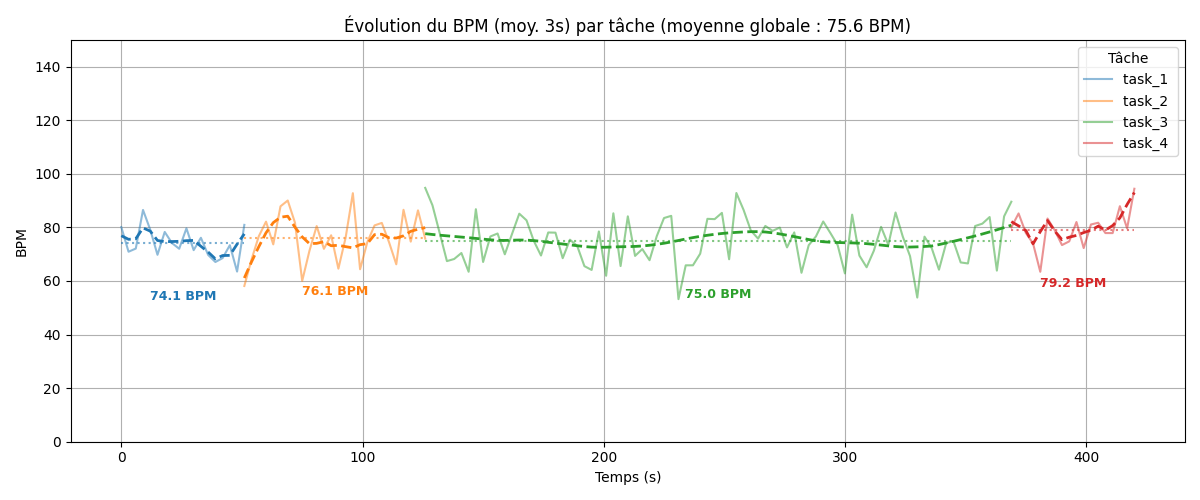 Évolution du BPM (moy. 3s) par tâche (moyenne globale : 75.6 BPM)
Tâche
task_1
task_2
task_3
task_4
BPM
140
120
100
80
60
40
20
0
74.1 BPM
76.1 BPM
75.0 BPM
79.2 BPM
0
100
200
300
400
Temps (s)